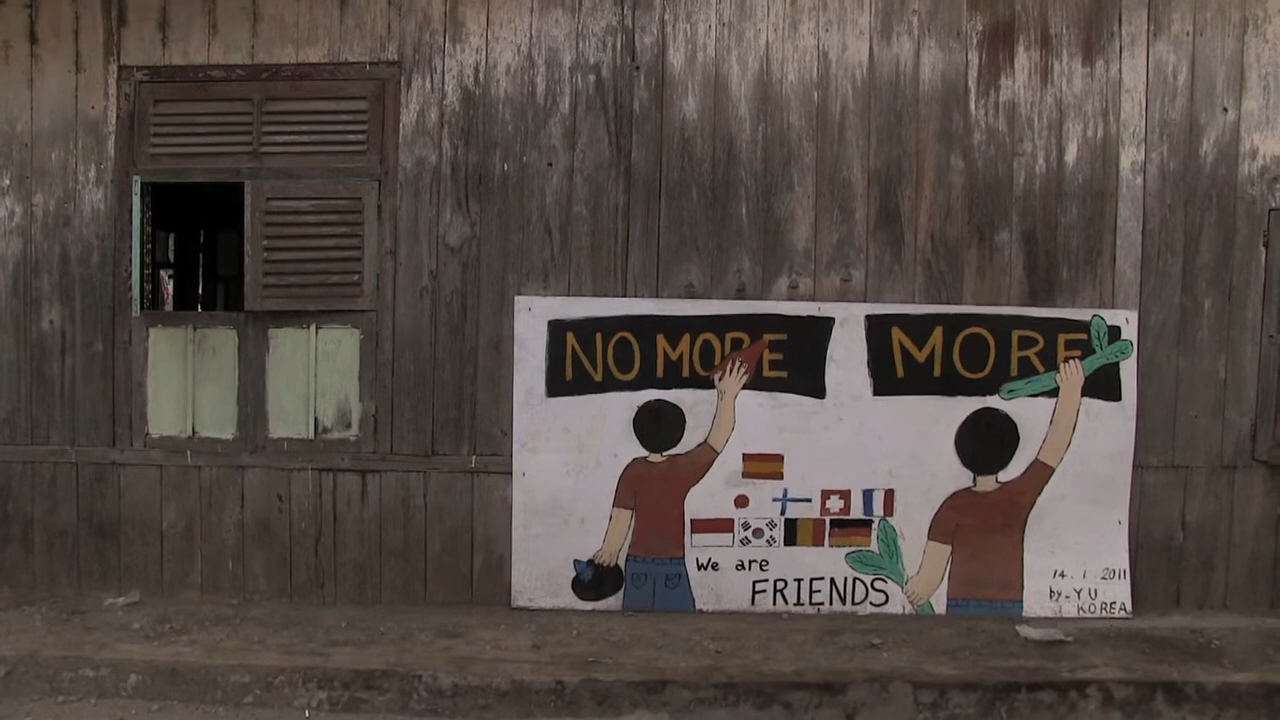 NO MORE
MORE
We are
FRIENDS
14.1.2011
by-YU
KOREA